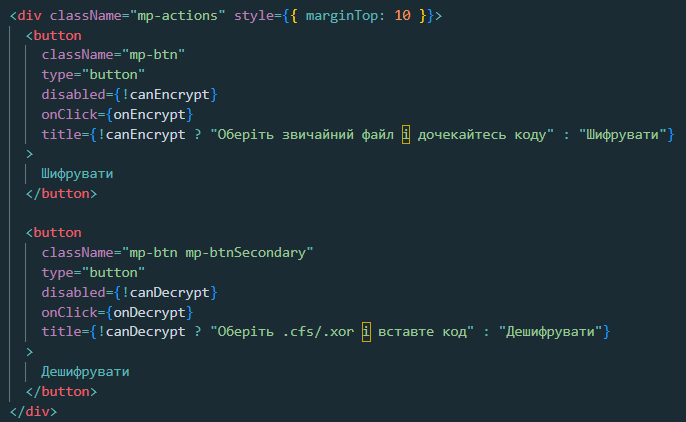 <div className="mp-actions" style={{ marginTop: 10 }}>
<button
className="mp-btn"
type="button"
disabled={!canEncrypt}
onClick={onEncrypt}
title={!canEncrypt ? "Оберіть звичайний файл і дочекайтесь коду" : "Шифрувати"}
>
Шифрувати
</button>
<button
className="mp-btn mp-btnSecondary"
type="button"
disabled={!canDecrypt}
onClick={onDecrypt}
title={!canDecrypt ? "Оберіть .cfs/.xor і вставте код" : "Дешифрувати"}
>
Дешифрувати
</button>
</div>